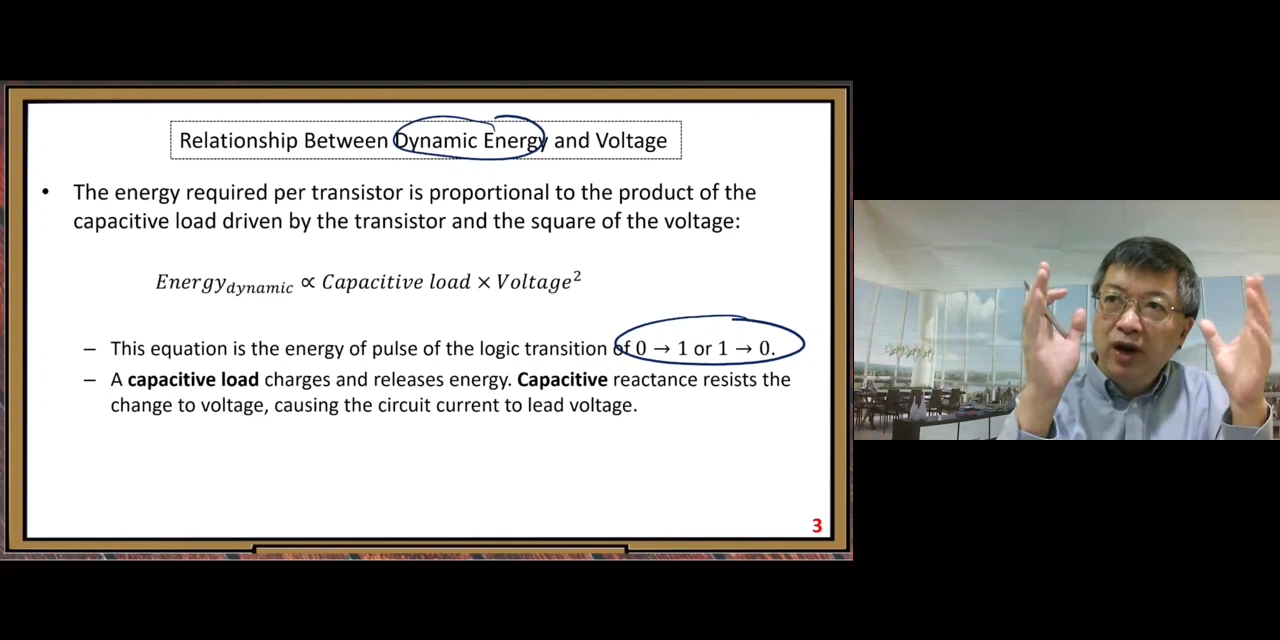 Relationship Between Dynamic Energy and Voltage
• The energy required per transistor is proportional to the product of the
capacitive load driven by the transistor and the square of the voltage:
Energy_dynamic ∝ Capacitive load × Voltage²
– This equation is the energy of pulse of the logic transition of 0 → 1 or 1 → 0.
– A capacitive load charges and releases energy. Capacitive reactance resists the
change to voltage, causing the circuit current to lead voltage.
3